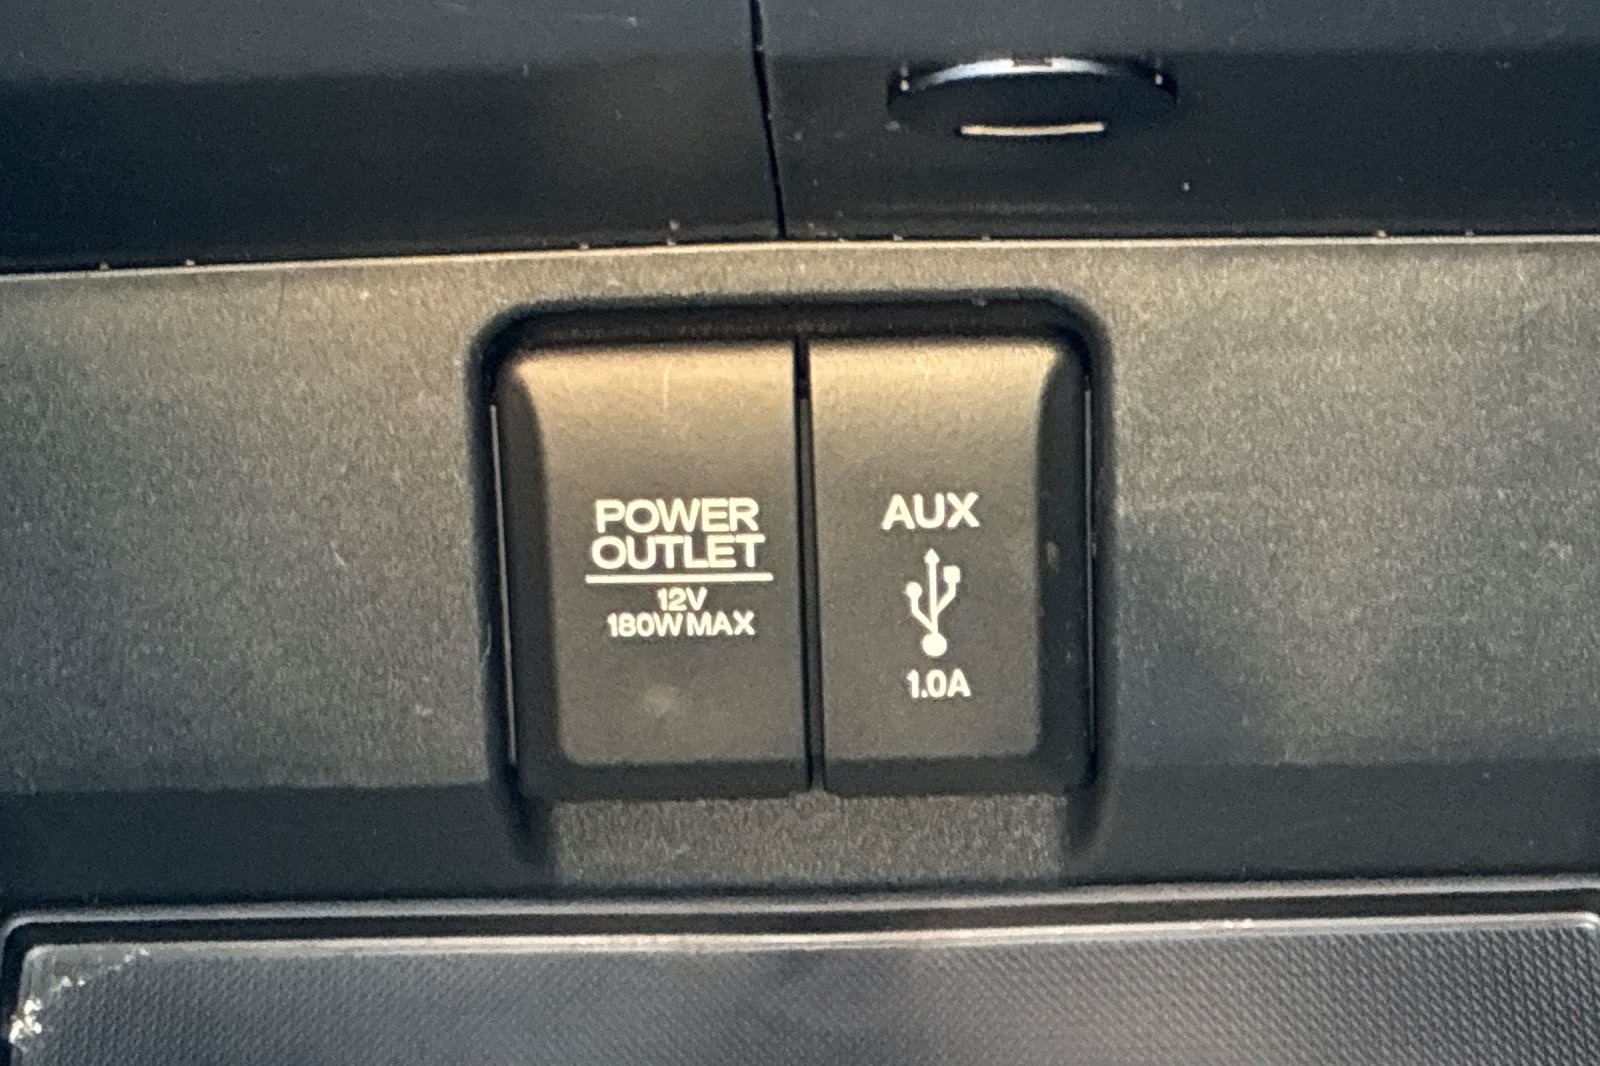 POWER
OUTLET
12V
180W MAX
AUX
1.0A